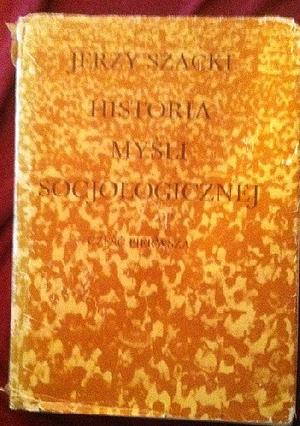 JERZY SZACKI
HISTORIA
MYŚLI
SOCJOLOGICZNEJ
CZĘŚĆ PIERWSZA